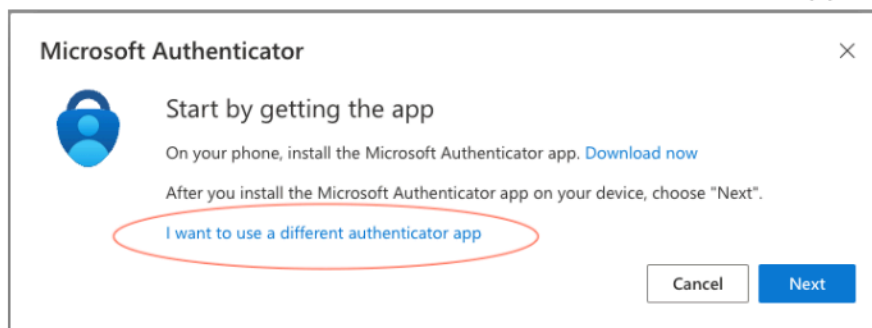 Microsoft Authenticator
Start by getting the app
On your phone, install the Microsoft Authenticator app. Download now
After you install the Microsoft Authenticator app on your device, choose "Next".
I want to use a different authenticator app
Cancel
Next